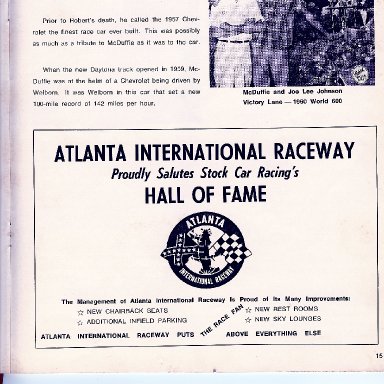 Prior to Robert's death, he called the 1957 Chev-
rolet the finest race car ever built. This was possibly
as much as a tribute to McDuffie as it was to the car.
When the new Daytona track opened in 1959, Mc-
Duffie was at the helm of a Chevrolet being driven by
Welborn. It was Welborn in this car that set a new
100-mile record of 142 miles per hour.
McDuffie and Joe Lee Johnson
Victory Lane — 1960 World 600
ATLANTA INTERNATIONAL RACEWAY
Proudly Salutes Stock Car Racing's
HALL OF FAME
ATLANTA
INTERNATIONAL RACEWAY
The Management of Atlanta International Raceway Is Proud of Its Many Improvements:
☆ NEW CHAIRBACK SEATS ☆ NEW REST ROOMS
☆ ADDITIONAL INFIELD PARKING ☆ NEW SKY LOUNGES
ATLANTA INTERNATIONAL RACEWAY PUTS THE RACE FAN ABOVE EVERYTHING ELSE
15